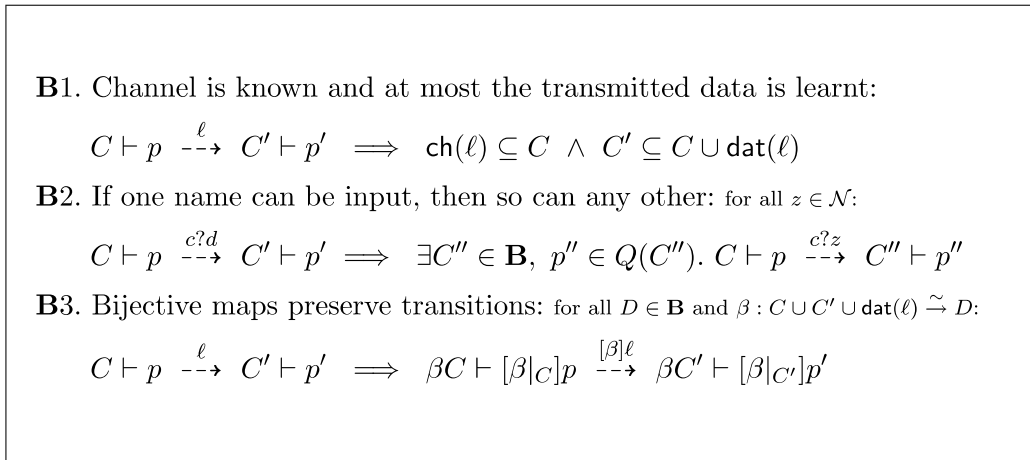 B1. Channel is known and at most the transmitted data is learnt:
C ⊢ p ⇢^ℓ C′ ⊢ p′ ⟹ ch(ℓ) ⊆ C ∧ C′ ⊆ C ∪ dat(ℓ)
B2. If one name can be input, then so can any other: for all z ∈ 𝒩:
C ⊢ p ⇢^{c?d} C′ ⊢ p′ ⟹ ∃C″ ∈ B, p″ ∈ Q(C″). C ⊢ p ⇢^{c?z} C″ ⊢ p″
B3. Bijective maps preserve transitions: for all D ∈ B and β : C ∪ C′ ∪ dat(ℓ) →^∼ D:
C ⊢ p ⇢^ℓ C′ ⊢ p′ ⟹ βC ⊢ [β|_C]p ⇢^{[β]ℓ} βC′ ⊢ [β|_{C′}]p′